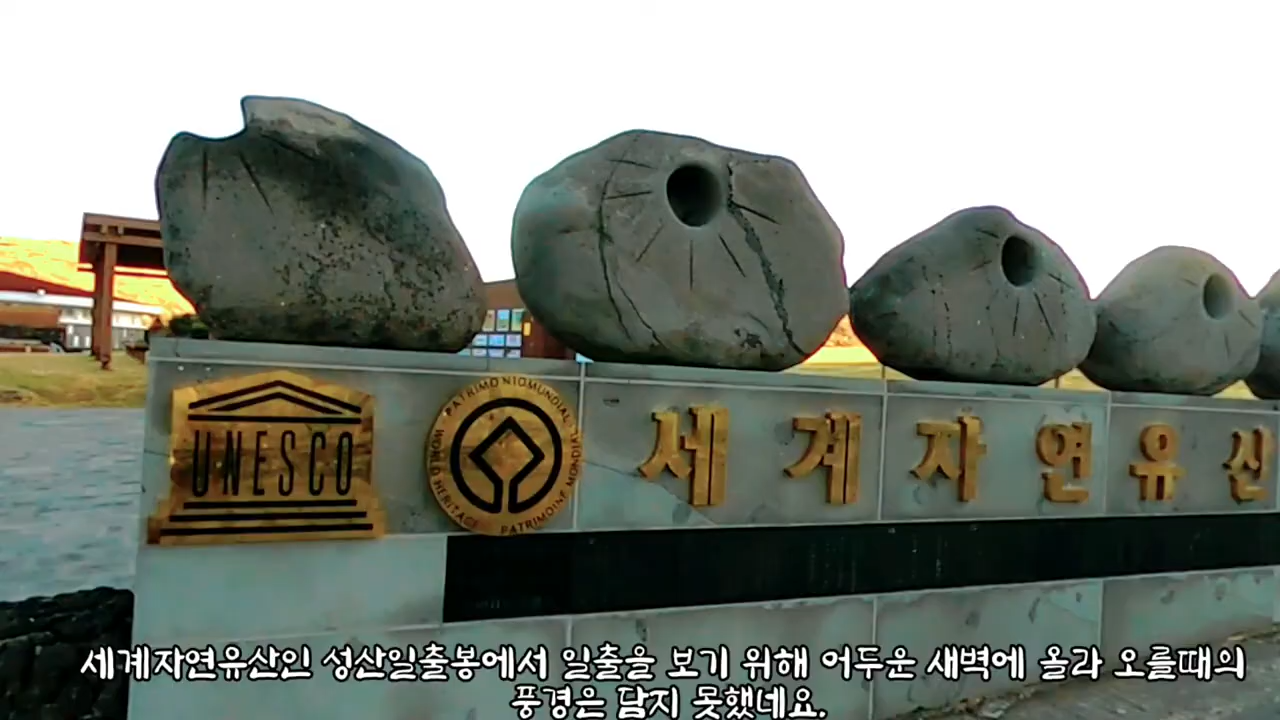 UNESCO
PATRIMONIO MUNDIAL
WORLD HERITAGE
PATRIMOINE MONDIAL
세계자연유산
세계자연유산인 성산일출봉에서 일출을 보기 위해 어두운 새벽에 올라 오를때의
풍경은 담지 못했네요.